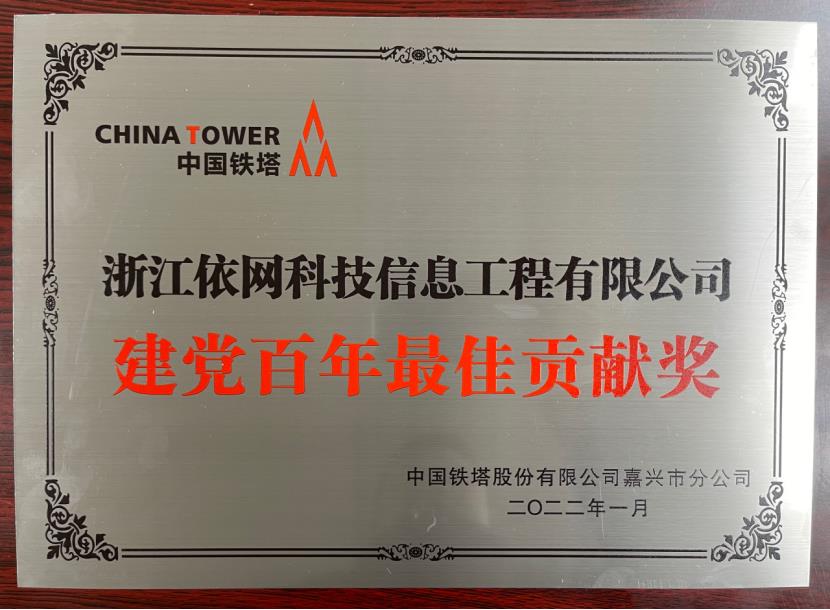 CHINA TOWER
中国铁塔
浙江依网科技信息工程有限公司
建党百年最佳贡献奖
中国铁塔股份有限公司嘉兴市分公司
二〇二二年一月